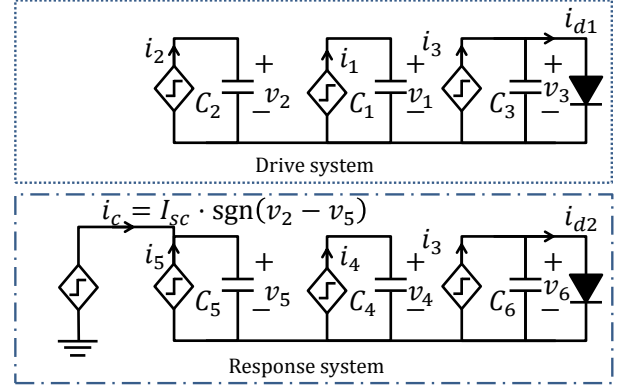 i_2 C_2 + v_2 − i_1 C_1 + v_1 − i_3 C_3 + v_3 − i_{d1}
Drive system
i_c = I_{sc} · sgn(v_2 − v_5)
i_5 C_5 + v_5 − i_4 C_4 + v_4 − i_3 C_6 + v_6 − i_{d2}
Response system